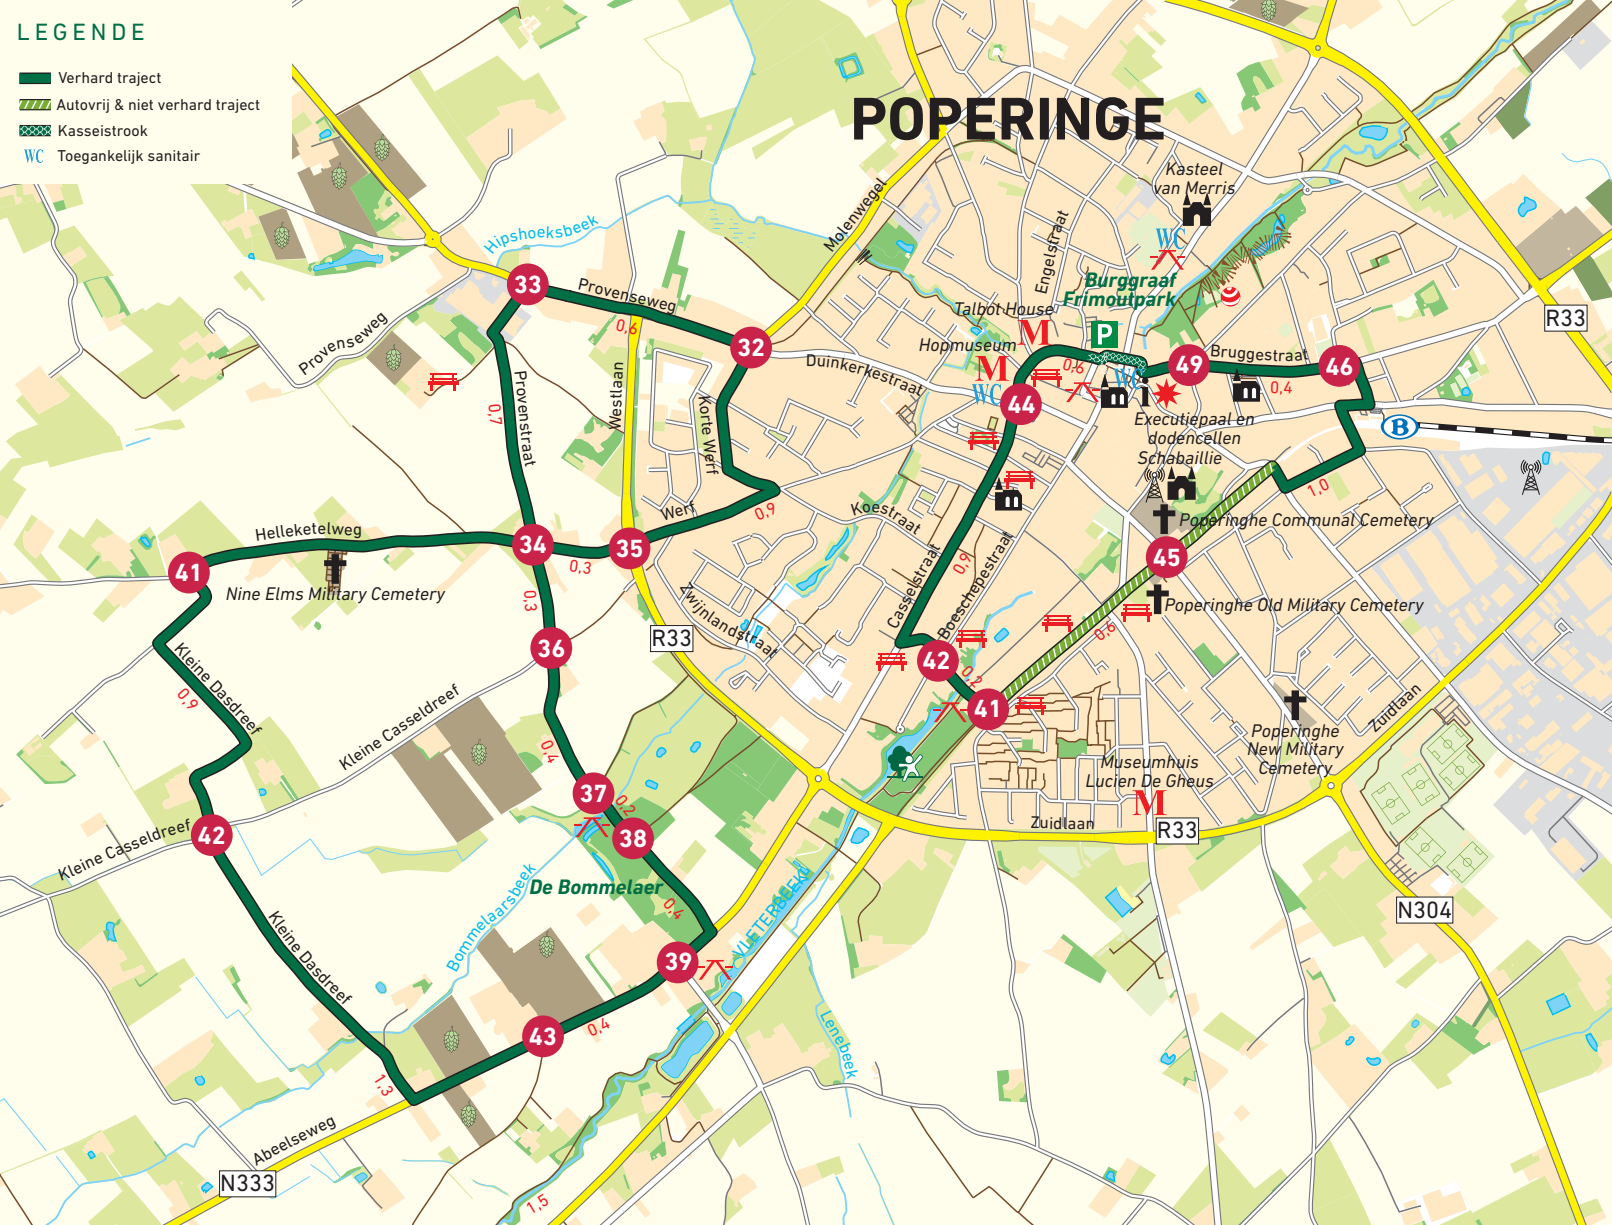 LEGENDE
Verhard traject
Autovrij & niet verhard traject
Kasseistrook
WC Toegankelijk sanitair
POPERINGE
Kasteel
van Merris
WC
Molenwegel
Hipshoeksbeek
Engelstraat
Burggraaf
Frimoutpark
33
Provenseweg
0,6
Talbot House
M
P
R33
Provenseweg
32
Hopmuseum
M
WC
0,6
WC
i
49
Bruggestraat
46
0,4
Duinkerkestraat
44
Westlaan
Korte Werf
Provenstraat
0,7
Executiepaal en
dodencellen
Schabaillie
B
1,0
0,9
Werf
Koestraat
Poperinghe Communal Cemetery
Helleketelweg
34
35
0,3
45
41
Nine Elms Military Cemetery
0,3
Zwijnlandstraat
Casselstraat
0,9
Boeschepestraat
Poperinghe Old Military Cemetery
0,6
R33
36
42
0,2
41
Kleine Dasdreef
0,9
Kleine Casseldreef
0,4
Zuidlaan
Poperinghe
New Military
Cemetery
Museumhuis
Lucien De Gheus
M
37
0,2
38
Zuidlaan
R33
42
Kleine Casseldreef
De Bommelaer
0,4
Bommelaarsbeek
VLETERBEEK
N304
Kleine Dasdreef
39
43
0,4
Lenebeek
1,3
Abeelseweg
N333
1,5